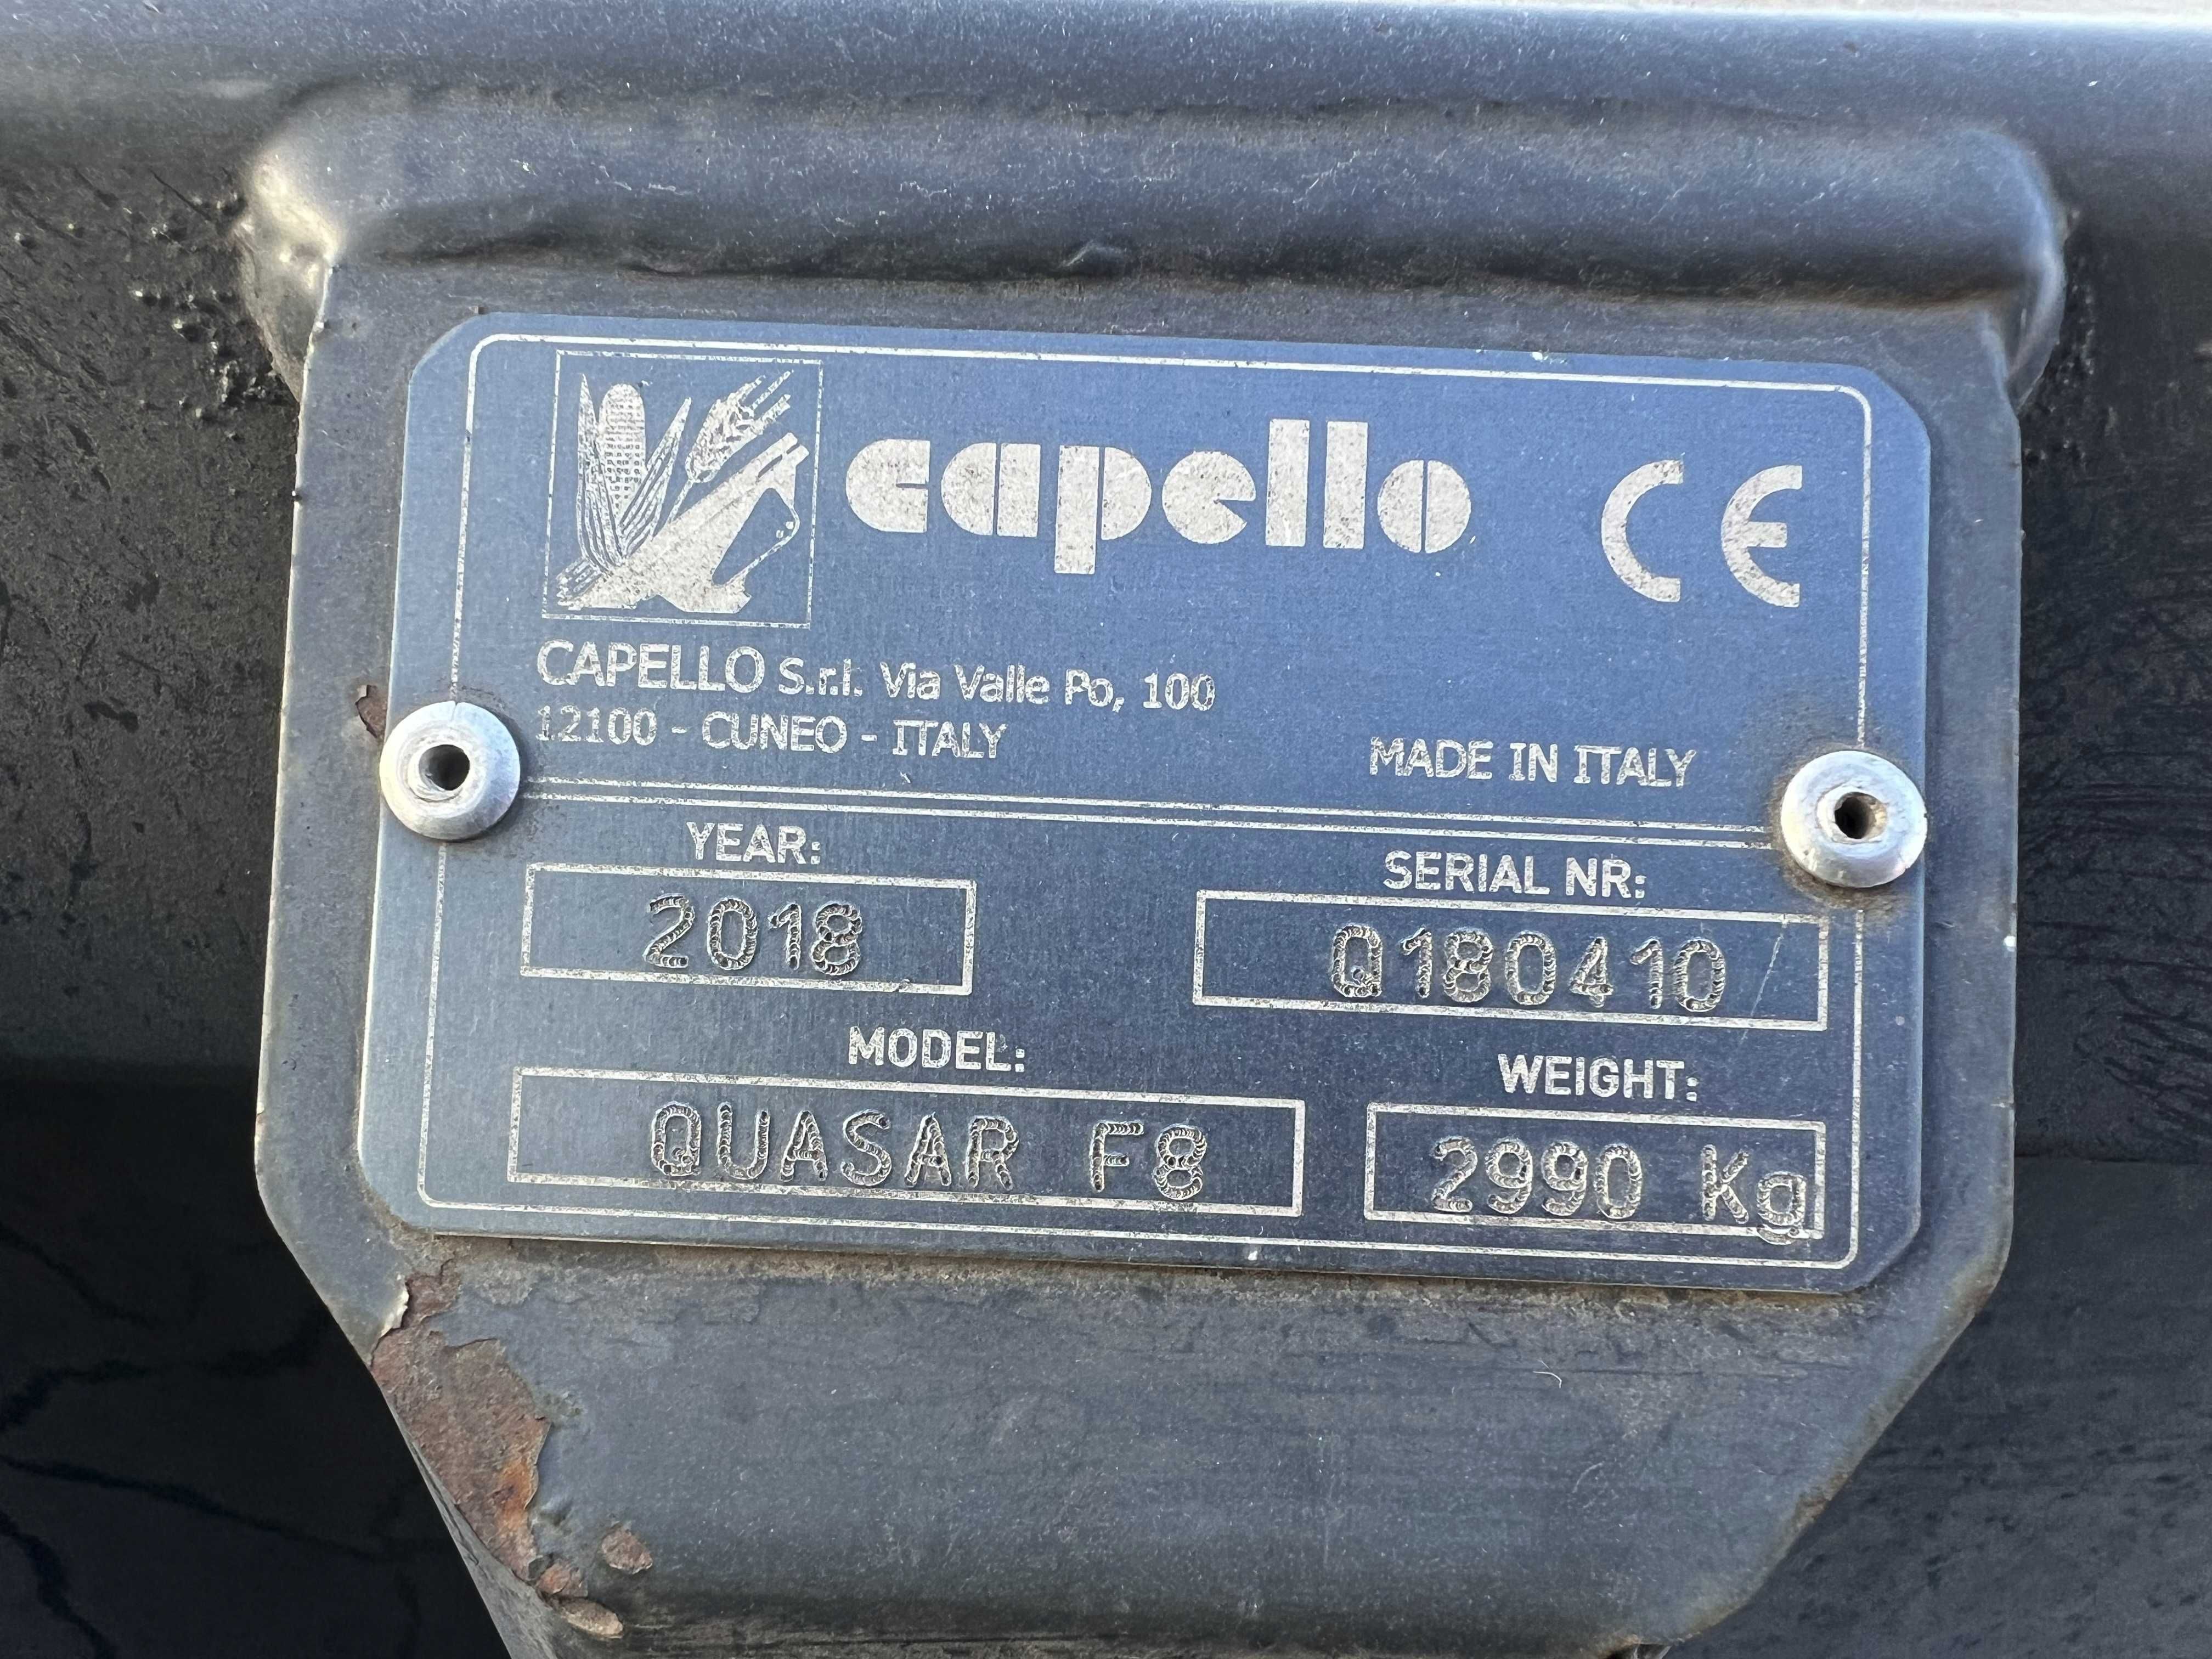 capello CE
CAPELLO S.r.l. Via Valle Po, 100
12100 - CUNEO - ITALY
MADE IN ITALY
YEAR:
2018
SERIAL NR:
Q180410
MODEL:
QUASAR F8
WEIGHT:
2990 Kg